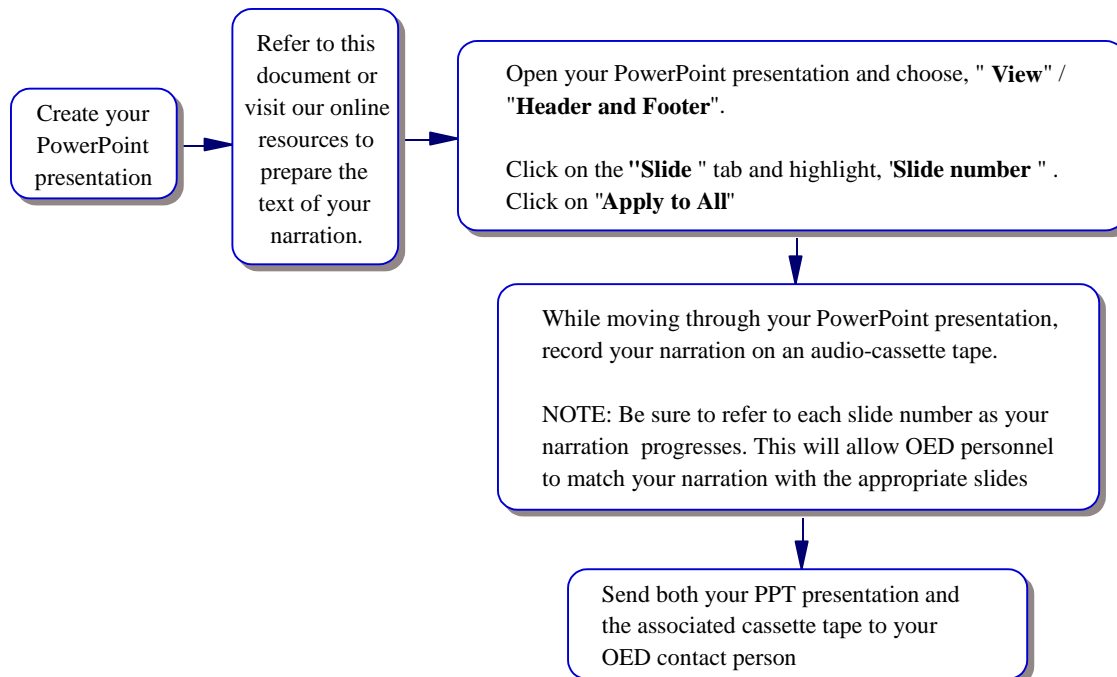 Create your
PowerPoint
presentation
Refer to this
document or
visit our online
resources to
prepare the
text of your
narration.
Open your PowerPoint presentation and choose, " View" /
"Header and Footer".
Click on the "Slide " tab and highlight, 'Slide number " .
Click on "Apply to All"
While moving through your PowerPoint presentation,
record your narration on an audio-cassette tape.
NOTE: Be sure to refer to each slide number as your
narration progresses. This will allow OED personnel
to match your narration with the appropriate slides
Send both your PPT presentation and
the associated cassette tape to your
OED contact person